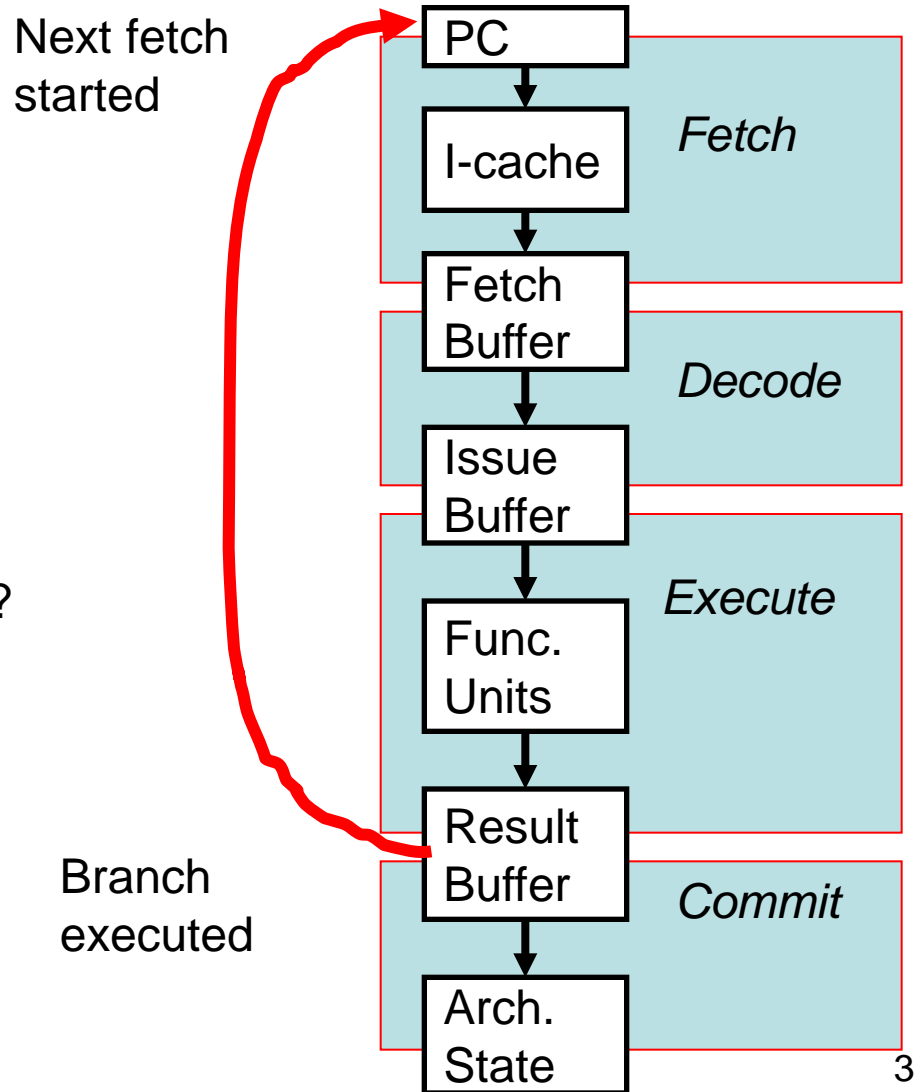 Next fetch
started
PC
I-cache
Fetch
Fetch
Buffer
Decode
Issue
Buffer
?
Execute
Func.
Units
Result
Buffer
Branch
executed
Commit
Arch.
State
3